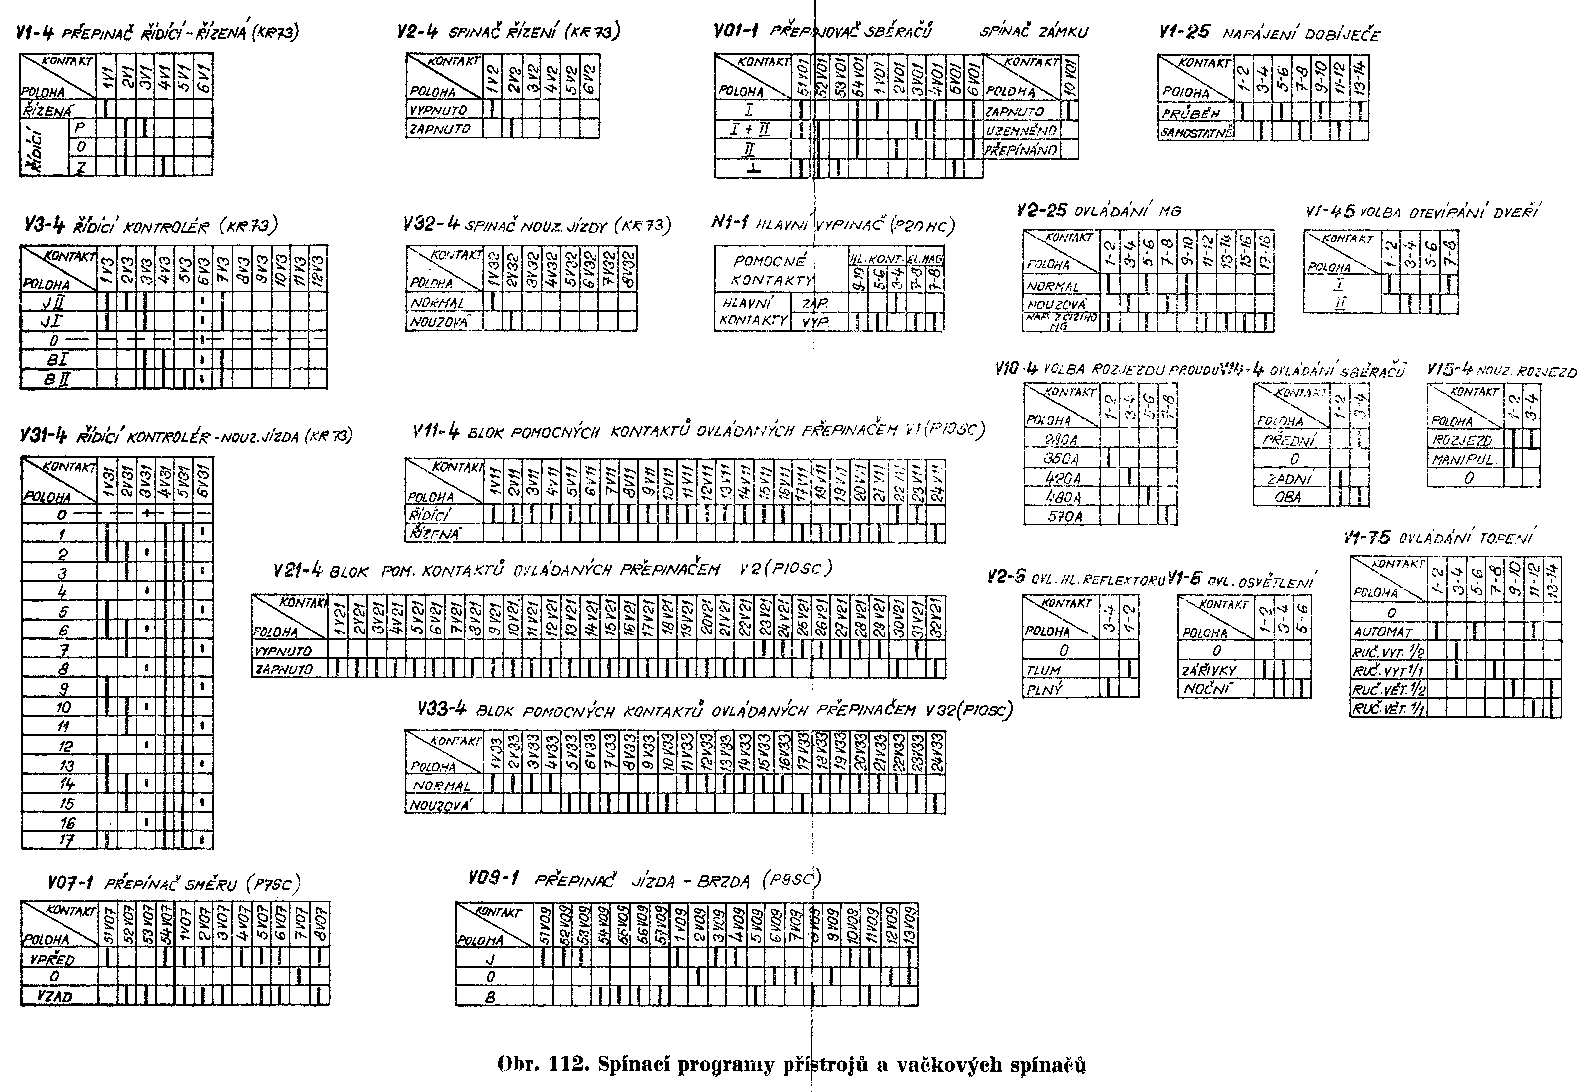 V1-4 PŘEPINAČ ŘÍDÍCÍ-ŘÍZENÁ (KR73)
KONTAKT 1V1 2V1 3V1 4V1 5V1 6V1
POLOHA
ŘÍZENÁ
ŘÍDÍCÍ P
0
Z
V2-4 SPINAČ ŘÍZENÍ (KR 73)
KONTAKT 1V2 2V2 3V2 4V2 5V2 6V2
POLOHA
VYPNUTO
ZAPNUTO
V01-1 PŘEPINOVAČ SBĚRAČŮ SPÍNAČ ZÁMKU
KONTAKT 51V01 52V01 53V01 54V01 1V01 2V01 3V01 4V01 5V01 6V01 KONTAKT 10V01
POLOHA POLOHA
I ZAPNUTO
I + II UZEMNĚNO
II PŘEPÍNÁNO
⊥
V1-25 NAPÁJENÍ DOBÍJEČE
KONTAKT 1-2 3-4 5-6 7-8 9-10 11-12 13-14
POLOHA
PRŮBĚH
SAMOSTATNĚ
V3-4 ŘÍDÍCÍ KONTROLÉR (KR73)
KONTAKT 1V3 2V3 3V3 4V3 5V3 6V3 7V3 8V3 9V3 10V3 11V3 12V3
POLOHA
J II
J I
0
B I
B II
V32-4 SPINAČ NOUZ. JÍZDY (KR73)
KONTAKT 1V32 2V32 3V32 4V32 5V32 6V32 7V32 8V32
POLOHA
NORMAL
NOUZOVÁ
N1-1 HLAVNÍ VYPINAČ (P20HC)
POMOCNÉ HL. KONT. EL.MAG
KONTAKTY 9-10 5-6 3-4 7-8 7-8
HLAVNÍ ZAP.
KONTAKTY VYP.
V2-25 OVLÁDÁNÍ MG
KONTAKT 1-2 3-4 5-6 7-8 9-10 11-12 13-14 15-16 17-18
POLOHA
NORMAL
NOUZOVÁ
NAP. Z CIZÍHO MG
V1-45 VOLBA OTEVÍRÁNÍ DVEŘÍ
KONTAKT 1-2 3-4 5-6 7-8
POLOHA
I
II
V10-4 VOLBA ROZJEZDU PROUDU
KONTAKT 1-2 3-4 5-6 7-8
POLOHA
280A
350A
420A
480A
570A
V14-4 OVLÁDÁNÍ SBĚRAČŮ
KONTAKT 1-2 3-4
POLOHA
PŘEDNÍ
0
ZADNÍ
OBA
V15-4 NOUZ. ROZJEZD
KONTAKT 1-2 3-4
POLOHA
ROZJEZD
MANIPUL.
0
V31-4 ŘÍDÍCÍ KONTROLÉR-NOUZ.JÍZDA (KR 73)
KONTAKT 1V31 2V31 3V31 4V31 5V31 6V31
POLOHA
0
1
2
3
4
5
6
7
8
9
10
11
12
13
14
15
16
17
V11-4 BLOK POMOCNÝCH KONTAKTŮ OVLÁDANÝCH PŘEPINAČEM V1 (P10SC)
KONTAKT 1V11 2V11 3V11 4V11 5V11 6V11 7V11 8V11 9V11 10V11 11V11 12V11 13V11 14V11 15V11 16V11 17V11 18V11 19V11 20V11 21V11 22V11 23V11 24V11
POLOHA
ŘÍDÍCÍ
ŘÍZENÁ
V21-4 BLOK POM. KONTAKTŮ OVLÁDANÝCH PŘEPINAČEM V2 (P10SC)
KONTAKT 1V21 2V21 3V21 4V21 5V21 6V21 7V21 8V21 9V21 10V21 11V21 12V21 13V21 14V21 15V21 16V21 17V21 18V21 19V21 20V21 21V21 22V21 23V21 24V21 25V21 26V21 27V21 28V21 29V21 30V21 31V21 32V21
POLOHA
VYPNUTO
ZAPNUTO
V33-4 BLOK POMOCNÝCH KONTAKTŮ OVLÁDANÝCH PŘEPINAČEM V32 (P10SC)
KONTAKT 1V33 2V33 3V33 4V33 5V33 6V33 7V33 8V33 9V33 10V33 11V33 12V33 13V33 14V33 15V33 16V33 17V33 18V33 19V33 20V33 21V33 22V33 23V33 24V33
POLOHA
NORMAL
NOUZOVÁ
V2-6 OVL. HL. REFLEKTORU
KONTAKT 3-4 1-2
POLOHA
0
TLUM
PLNÝ
V1-6 OVL. OSVĚTLENÍ
KONTAKT 1-2 3-4 5-6
POLOHA
0
ZÁŘIVKY
NOČNÍ
V1-75 OVLÁDÁNÍ TOPENÍ
KONTAKT 1-2 3-4 5-6 7-8 9-10 11-12 13-14
POLOHA
0
AUTOMAT
RUČ. VYT. 1/2
RUČ. VYT 1/1
RUČ. VĚT. 1/2
RUČ. VĚT. 1/1
V07-1 PŘEPÍNAČ SMĚRU (P7SC)
KONTAKT 51V07 52V07 53V07 54V07 1V07 2V07 3V07 4V07 5V07 6V07 7V07 8V07
POLOHA
VPŘED
0
VZAD
V09-1 PŘEPINAČ JÍZDA - BRZDA (P9SC)
KONTAKT 51V09 52V09 53V09 54V09 55V09 56V09 57V09 1V09 2V09 3V09 4V09 5V09 6V09 7V09 8V09 9V09 10V09 11V09 12V09 13V09
POLOHA
J
0
B
Obr. 112. Spínací programy přístrojů a vačkových spínačů